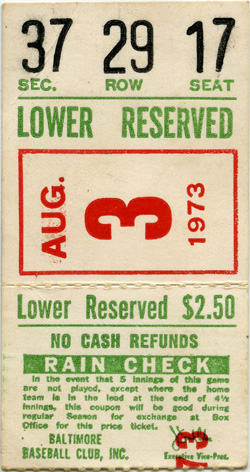 37 29 17
SEC. ROW SEAT
LOWER RESERVED
AUG. 3 1973
Lower Reserved $2.50
NO CASH REFUNDS
RAIN CHECK
In the event that 5 innings of this game
are not played, except where the home
team is in the lead at the end of 4½
innings, this coupon will be good during
regular Season for exchange at Box
Office for this price ticket.
BALTIMORE
BASEBALL CLUB, INC.
Executive Vice-Pres.
73